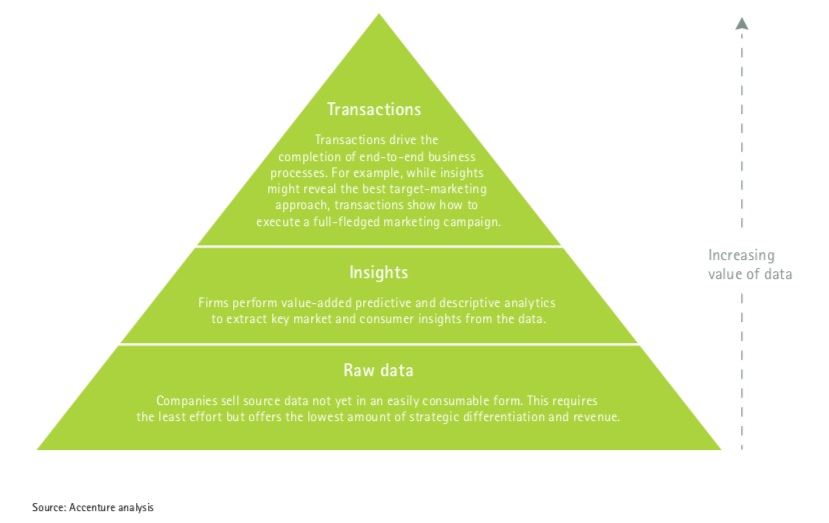 Transactions
Transactions drive the
completion of end-to-end business
processes. For example, while insights
might reveal the best target-marketing
approach, transactions show how to
execute a full-fledged marketing campaign.
Increasing
value of data
Insights
Firms perform value-added predictive and descriptive analytics
to extract key market and consumer insights from the data.
Raw data
Companies sell source data not yet in an easily consumable form. This requires
the least effort but offers the lowest amount of strategic differentiation and revenue.
Source: Accenture analysis